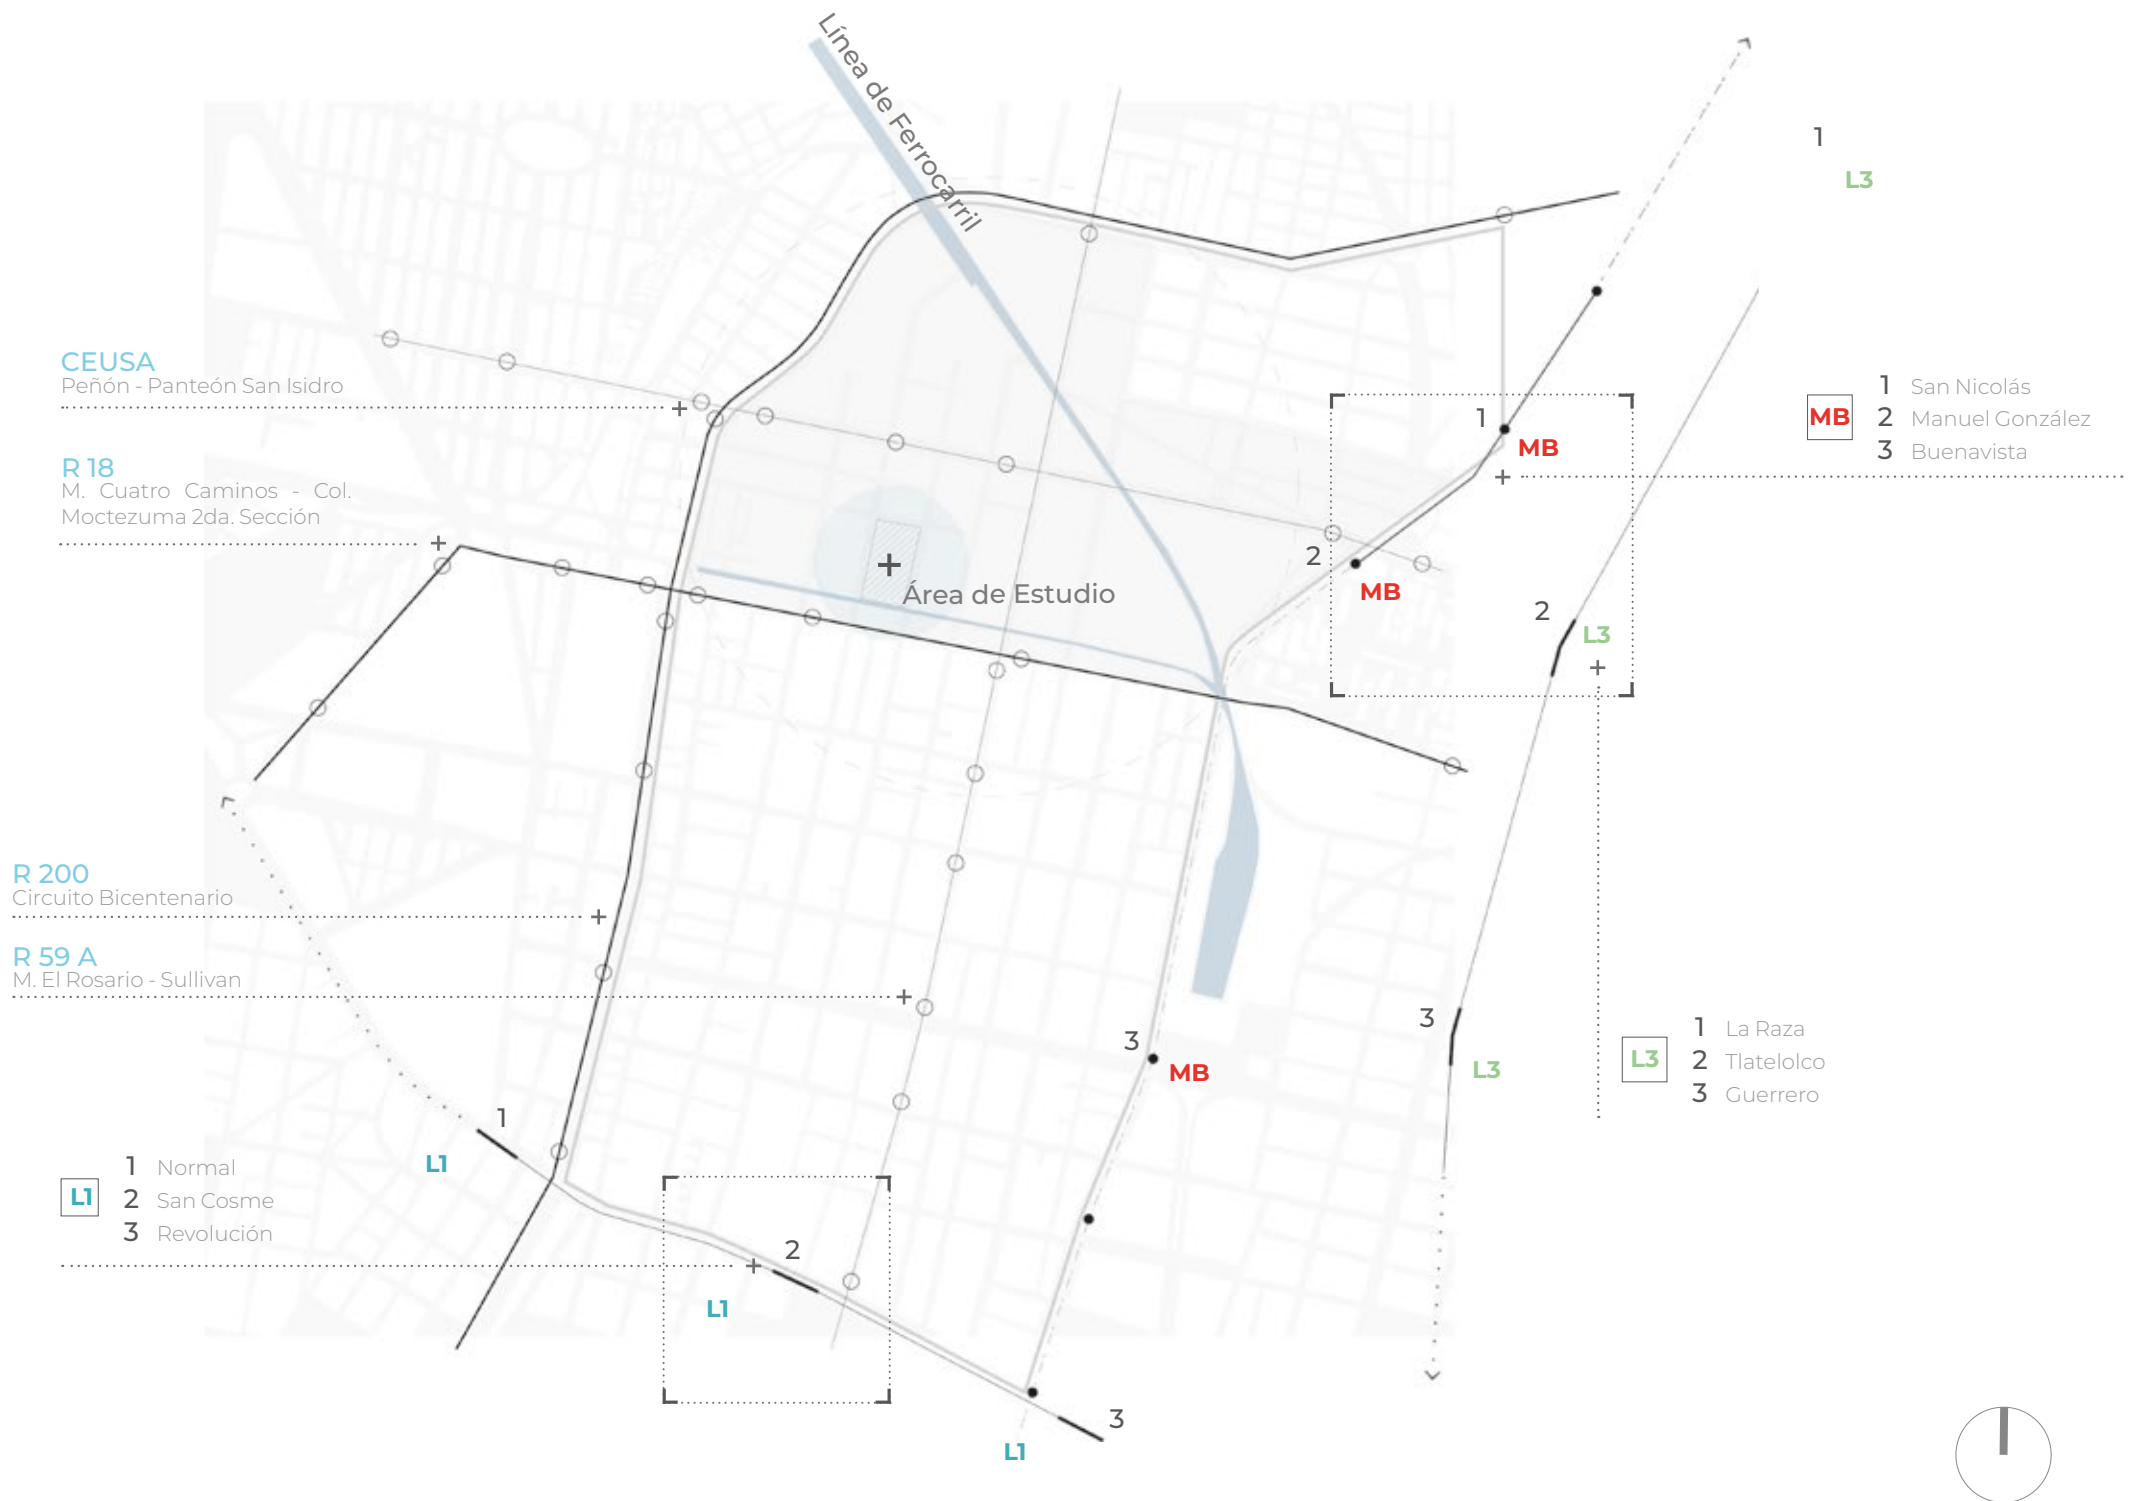 Línea de Ferrocarril
1
L3
CEUSA
Peñón - Panteón San Isidro
R 18
M. Cuatro Caminos - Col.
Moctezuma 2da. Sección
1
MB
MB
1 San Nicolás
2 Manuel González
3 Buenavista
2
MB
Área de Estudio
2
L3
R 200
Circuito Bicentenario
R 59 A
M. El Rosario - Sullivan
3
MB
3
L3
L3
1 La Raza
2 Tlatelolco
3 Guerrero
1
L1
L1
1 Normal
2 San Cosme
3 Revolución
2
L1
3
L1